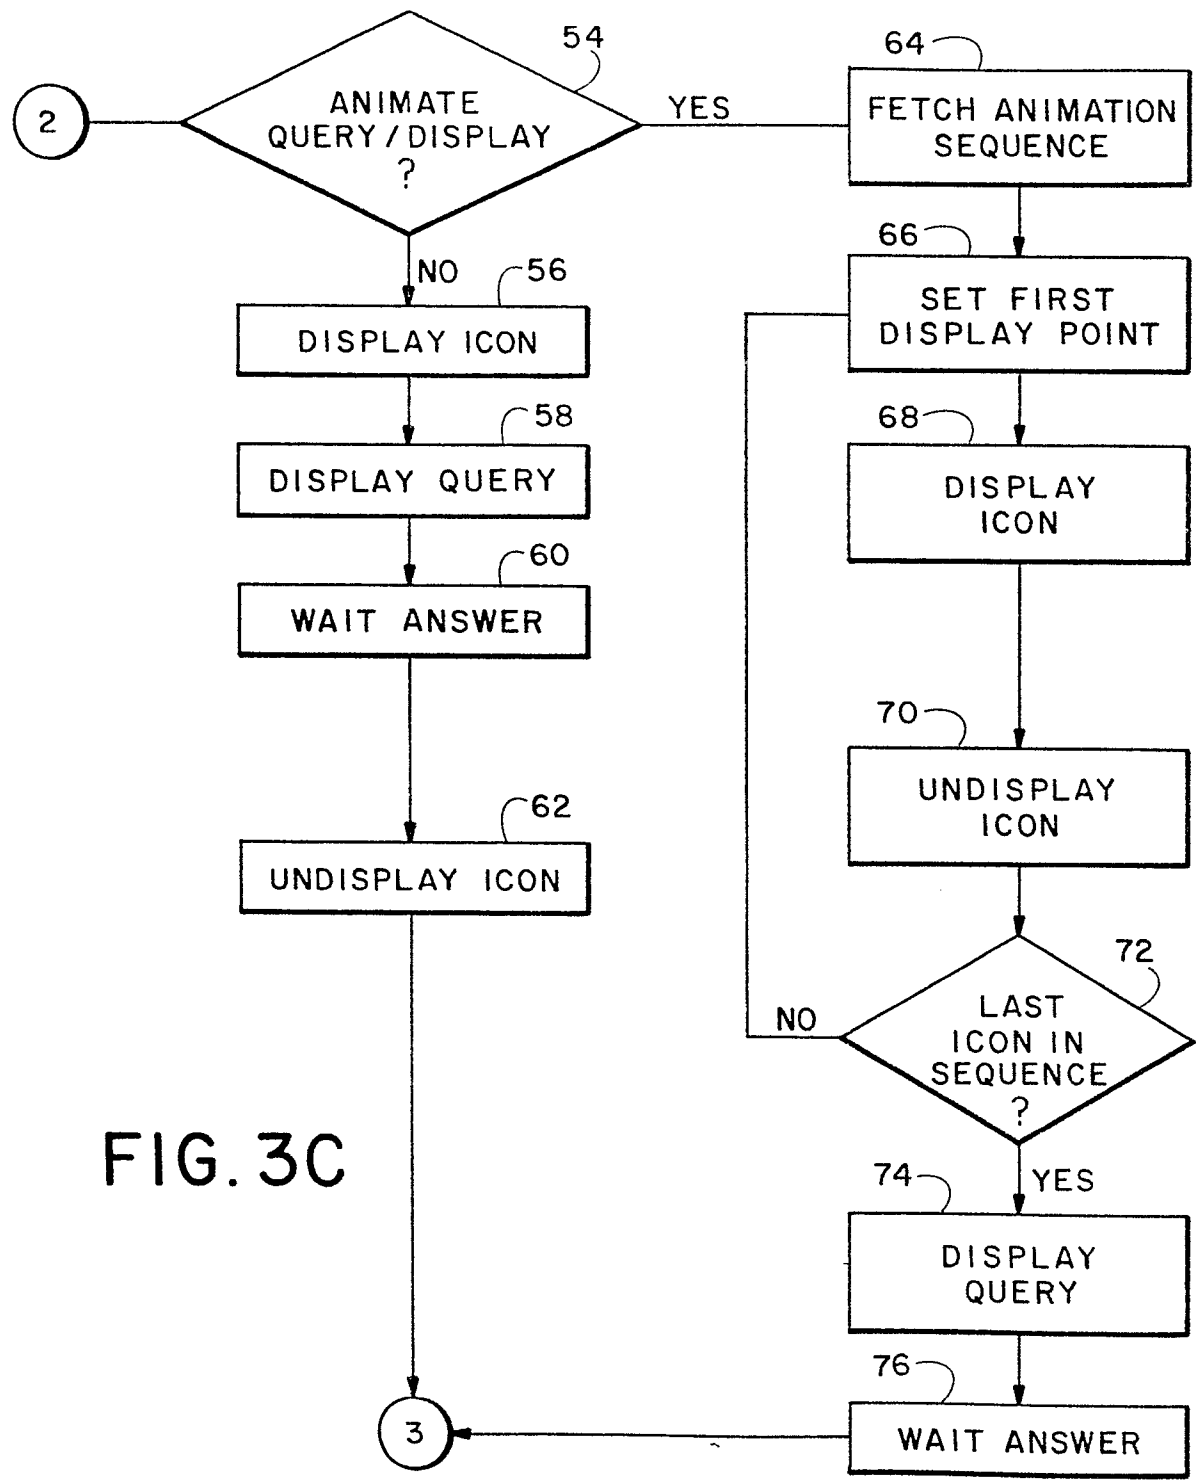 2
54
ANIMATE
QUERY/DISPLAY
?
YES
NO
56
DISPLAY ICON
58
DISPLAY QUERY
60
WAIT ANSWER
62
UNDISPLAY ICON
64
FETCH ANIMATION
SEQUENCE
66
SET FIRST
DISPLAY POINT
68
DISPLAY
ICON
70
UNDISPLAY
ICON
72
LAST
ICON IN
SEQUENCE
?
NO
YES
74
DISPLAY
QUERY
76
WAIT ANSWER
3
FIG. 3C